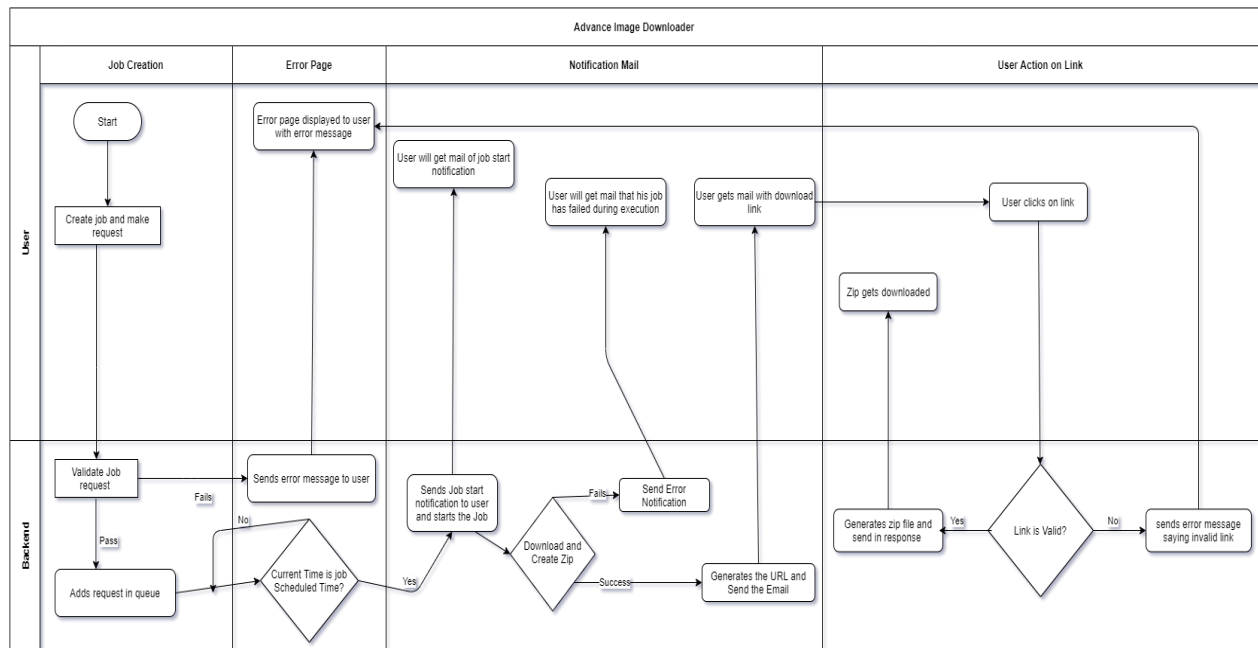 Advance Image Downloader
Job Creation
Error Page
Notification Mail
User Action on Link
User
Start
Create job and make
request
Error page displayed to user
with error message
User will get mail of job start
notification
User will get mail that his job
has failed during execution
User gets mail with download
link
User clicks on link
Zip gets downloaded
Backend
Validate Job
request
Fails
Sends error message to user
Pass
Adds request in queue
No
Current Time is job
Scheduled Time?
Yes
Sends Job start
notification to user
and starts the Job
Download and
Create Zip
Fails
Send Error
Notification
Success
Generates the URL and
Send the Email
Generates zip file and
send in response
Yes
Link is Valid?
No
sends error message
saying invalid link